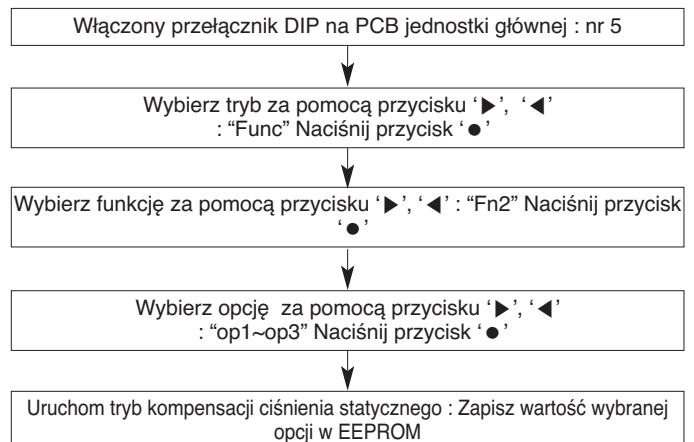 Włączony przełącznik DIP na PCB jednostki głównej : nr 5
Wybierz tryb za pomocą przycisku ‘▶’, ‘◀’
: “Func” Naciśnij przycisk ‘●’
Wybierz funkcję za pomocą przycisku ‘▶’, ‘◀’ : “Fn2” Naciśnij przycisk
‘●’
Wybierz opcję za pomocą przycisku ‘▶’, ‘◀’
: “op1~op3” Naciśnij przycisk ‘●’
Uruchom tryb kompensacji ciśnienia statycznego : Zapisz wartość wybranej
opcji w EEPROM